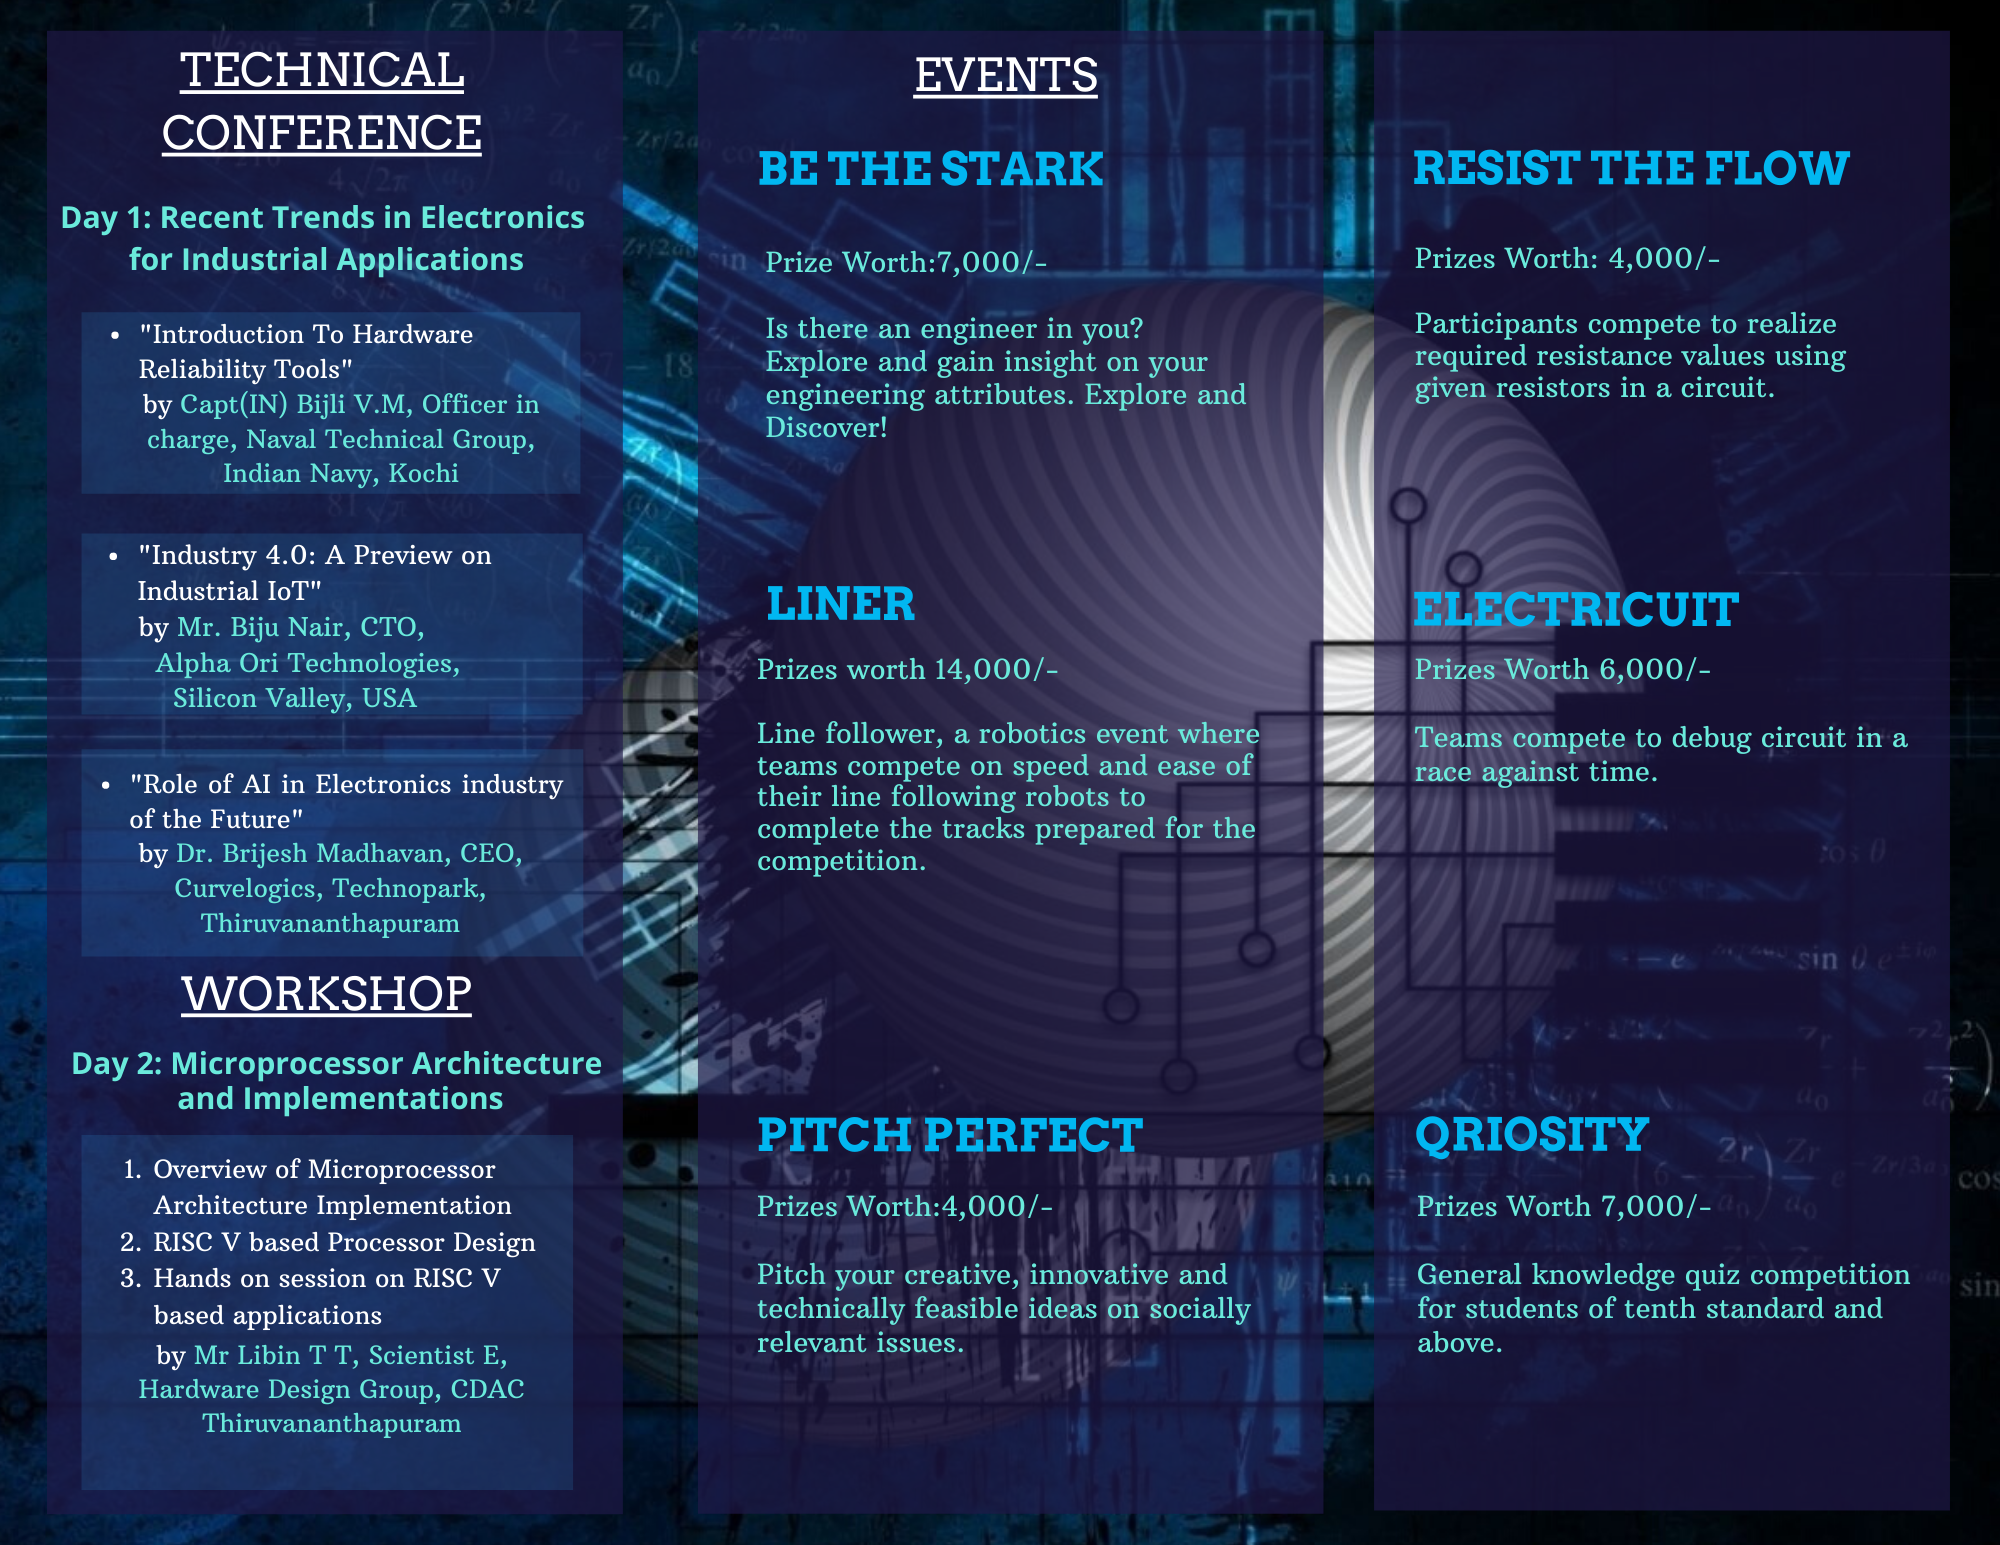 TECHNICAL
CONFERENCE
Day 1: Recent Trends in Electronics
for Industrial Applications
• "Introduction To Hardware
Reliability Tools"
by Capt(IN) Bijli V.M, Officer in
charge, Naval Technical Group,
Indian Navy, Kochi
• "Industry 4.0: A Preview on
Industrial IoT"
by Mr. Biju Nair, CTO,
Alpha Ori Technologies,
Silicon Valley, USA
• "Role of AI in Electronics industry
of the Future"
by Dr. Brijesh Madhavan, CEO,
Curvelogics, Technopark,
Thiruvananthapuram
WORKSHOP
Day 2: Microprocessor Architecture
and Implementations
1. Overview of Microprocessor
Architecture Implementation
2. RISC V based Processor Design
3. Hands on session on RISC V
based applications
by Mr Libin T T, Scientist E,
Hardware Design Group, CDAC
Thiruvananthapuram
EVENTS
BE THE STARK
Prize Worth:7,000/-
Is there an engineer in you?
Explore and gain insight on your
engineering attributes. Explore and
Discover!
LINER
Prizes worth 14,000/-
Line follower, a robotics event where
teams compete on speed and ease of
their line following robots to
complete the tracks prepared for the
competition.
PITCH PERFECT
Prizes Worth:4,000/-
Pitch your creative, innovative and
technically feasible ideas on socially
relevant issues.
RESIST THE FLOW
Prizes Worth: 4,000/-
Participants compete to realize
required resistance values using
given resistors in a circuit.
ELECTRICUIT
Prizes Worth 6,000/-
Teams compete to debug circuit in a
race against time.
QRIOSITY
Prizes Worth 7,000/-
General knowledge quiz competition
for students of tenth standard and
above.